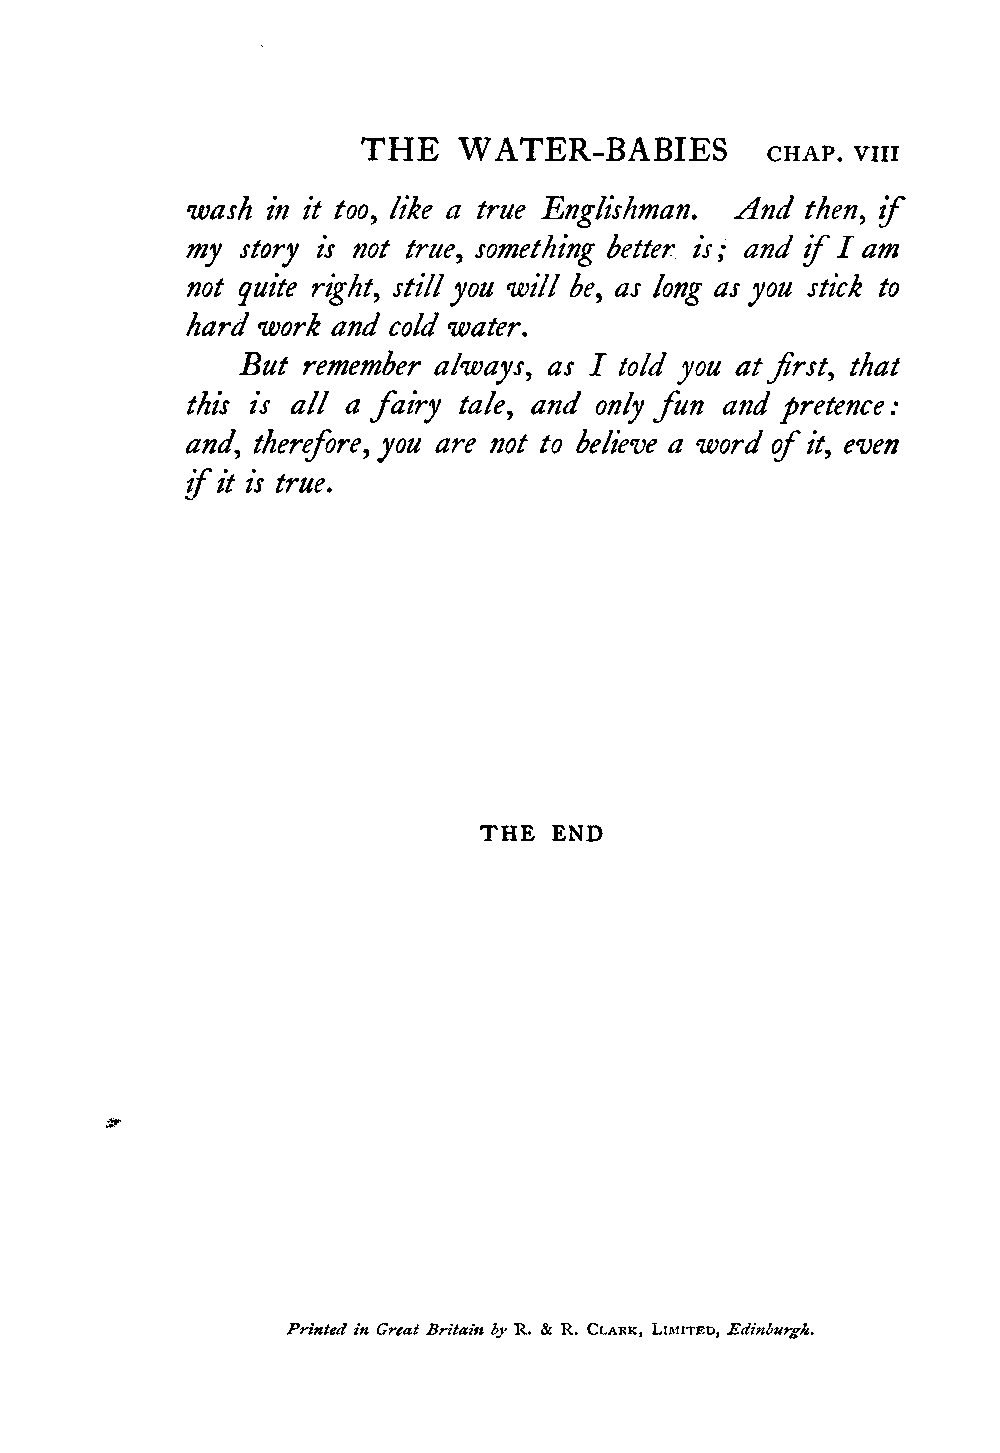 THE WATER-BABIES CHAP. VIII
wash in it too, like a true Englishman. And then, if
my story is not true, something better is; and if I am
not quite right, still you will be, as long as you stick to
hard work and cold water.
But remember always, as I told you at first, that
this is all a fairy tale, and only fun and pretence:
and, therefore, you are not to believe a word of it, even
if it is true.
THE END
Printed in Great Britain by R. & R. CLARK, LIMITED, Edinburgh.